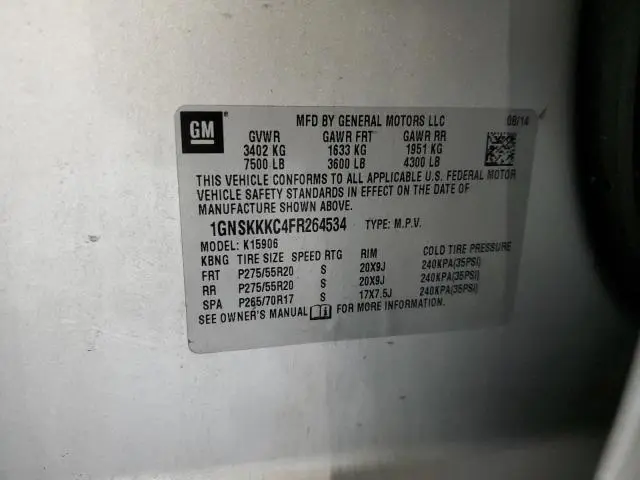 GM ®
MFD BY GENERAL MOTORS LLC 08/14
GVWR GAWR FRT GAWR RR
3402 KG 1633 KG 1951 KG
7500 LB 3600 LB 4300 LB
THIS VEHICLE CONFORMS TO ALL APPLICABLE U.S. FEDERAL MOTOR
VEHICLE SAFETY STANDARDS IN EFFECT ON THE DATE OF
MANUFACTURE SHOWN ABOVE.
1GNSKKKC4FR264534 TYPE: M.P.V.
MODEL: K15906
KBNG TIRE SIZE SPEED RTG RIM COLD TIRE PRESSURE
FRT P275/55R20 S 20X9J 240KPA(35PSI)
RR P275/55R20 S 20X9J 240KPA(35PSI)
SPA P265/70R17 S 17X7.5J 240KPA(35PSI)
SEE OWNER'S MANUAL FOR MORE INFORMATION.